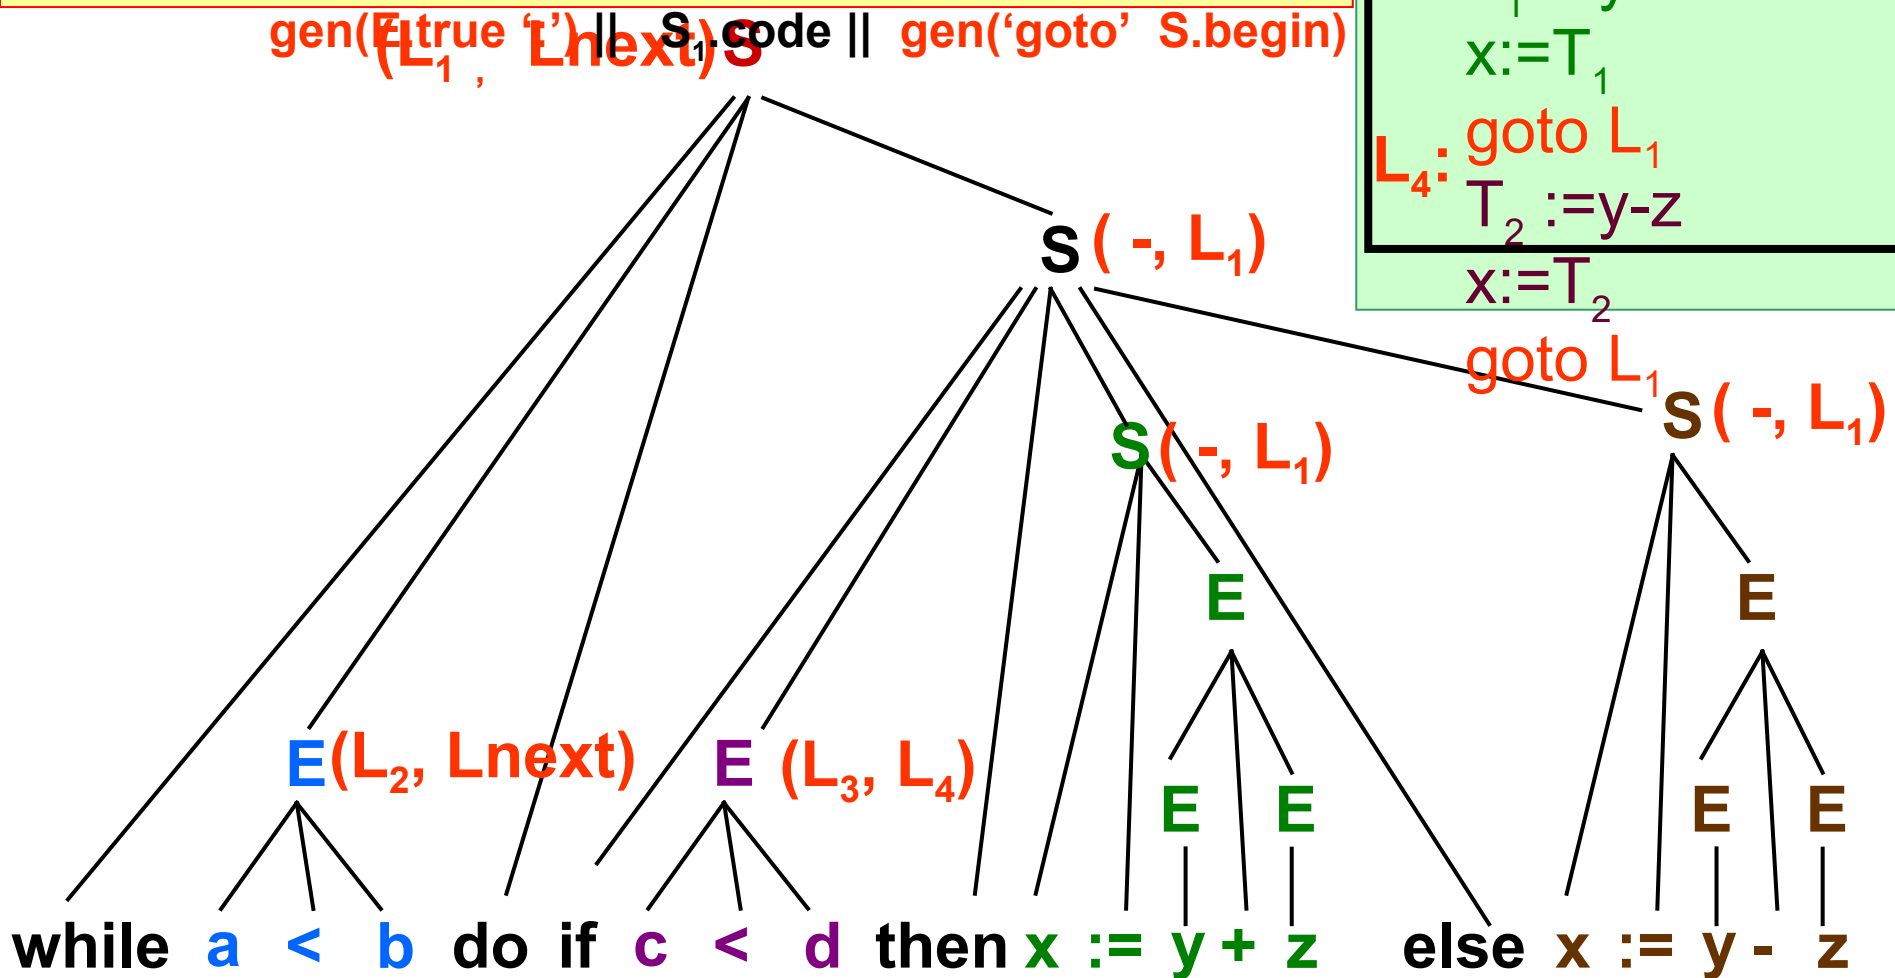 gen(E.true ‘:’) || S₁.code || gen(‘goto’ S.begin)
(L₁ , Lnext) S
x:=T₁
goto L₁
L₄: T₂ :=y-z
x:=T₂
goto L₁
S ( -, L₁)
S ( -, L₁)
S ( -, L₁)
E E
E (L₂, Lnext) E (L₃, L₄)
E E E E
while a < b do if c < d then x := y + z else x := y - z